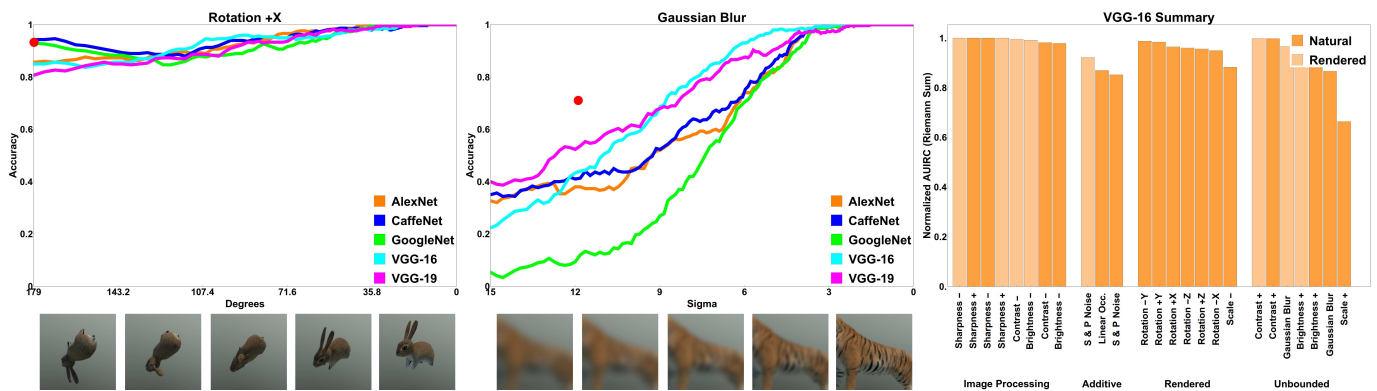 Rotation +X
1
0.8
0.6
0.4
0.2
0
Accuracy
179
143.2
107.4
71.6
35.8
0
Degrees
AlexNet
CaffeNet
GoogleNet
VGG-16
VGG-19
Gaussian Blur
1
0.8
0.6
0.4
0.2
0
Accuracy
15
12
9
6
3
0
Sigma
AlexNet
CaffeNet
GoogleNet
VGG-16
VGG-19
VGG-16 Summary
1.0
0.8
0.6
0.4
0.2
0
Normalized AUIRC (Riemann Sum)
Natural
Rendered
Sharpness −
Sharpness +
Sharpness −
Sharpness +
Contrast −
Brightness −
Contrast −
Brightness −
S & P Noise
Linear Occ.
S & P Noise
Rotation −Y
Rotation +Y
Rotation +X
Rotation −Z
Rotation +Z
Rotation −X
Scale −
Contrast +
Contrast +
Gaussian Blur
Brightness +
Brightness +
Gaussian Blur
Scale +
Image Processing
Additive
Rendered
Unbounded